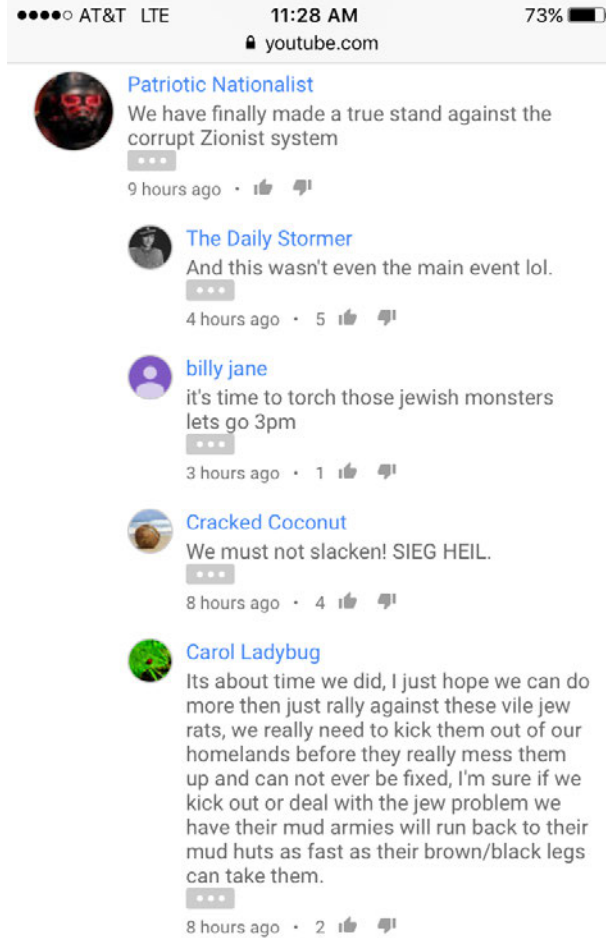 AT&T LTE 11:28 AM 73%
youtube.com
Patriotic Nationalist
We have finally made a true stand against the
corrupt Zionist system
9 hours ago •
The Daily Stormer
And this wasn't even the main event lol.
4 hours ago • 5
billy jane
it's time to torch those jewish monsters
lets go 3pm
3 hours ago • 1
Cracked Coconut
We must not slacken! SIEG HEIL.
8 hours ago • 4
Carol Ladybug
Its about time we did, I just hope we can do
more then just rally against these vile jew
rats, we really need to kick them out of our
homelands before they really mess them
up and can not ever be fixed, I'm sure if we
kick out or deal with the jew problem we
have their mud armies will run back to their
mud huts as fast as their brown/black legs
can take them.
8 hours ago • 2